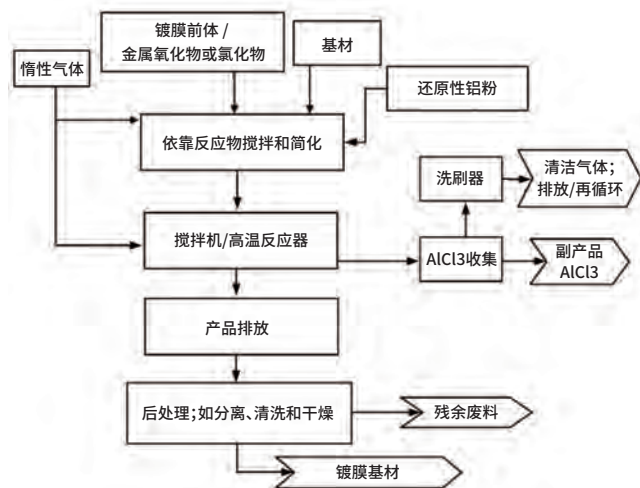 镀膜前体 /
金属氧化物或氯化物
基材
惰性气体
还原性铝粉
依靠反应物搅拌和简化
洗刷器
清洁气体;
排放/再循环
搅拌机/高温反应器
AlCl3收集
副产品
AlCl3
产品排放
后处理;如分离、清洗和干燥
残余废料
镀膜基材